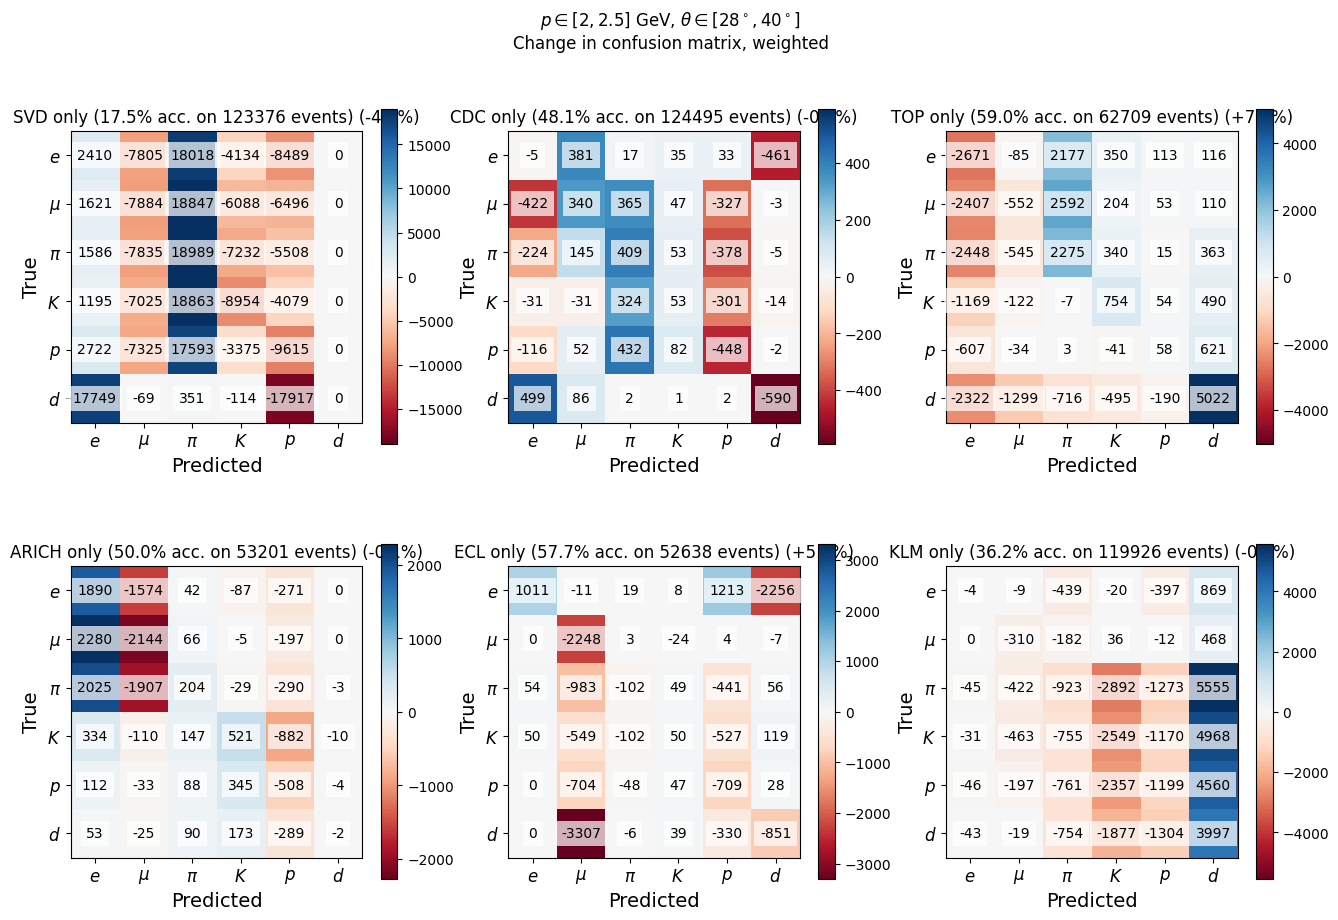 p ∈ [2, 2.5] GeV, θ ∈ [28°, 40°]
Change in confusion matrix, weighted
SVD only (17.5% acc. on 123376 events) (-4 %)
True
e 2410 -7805 18018 -4134 -8489 0
μ 1621 -7884 18847 -6088 -6496 0
π 1586 -7835 18989 -7232 -5508 0
K 1195 -7025 18863 -8954 -4079 0
p 2722 -7325 17593 -3375 -9615 0
d 17749 -69 351 -114 -17917 0
e μ π K p d
Predicted
15000
10000
5000
0
−5000
−10000
−15000
CDC only (48.1% acc. on 124495 events) (-0 %)
True
e -5 381 17 35 33 -461
μ -422 340 365 47 -327 -3
π -224 145 409 53 -378 -5
K -31 -31 324 53 -301 -14
p -116 52 432 82 -448 -2
d 499 86 2 1 2 -590
e μ π K p d
Predicted
400
200
0
−200
−400
TOP only (59.0% acc. on 62709 events) (+7 %)
True
e -2671 -85 2177 350 113 116
μ -2407 -552 2592 204 53 110
π -2448 -545 2275 340 15 363
K -1169 -122 -7 754 54 490
p -607 -34 3 -41 58 621
d -2322 -1299 -716 -495 -190 5022
e μ π K p d
Predicted
4000
2000
0
−2000
−4000
ARICH only (50.0% acc. on 53201 events) (-0 %)
True
e 1890 -1574 42 -87 -271 0
μ 2280 -2144 66 -5 -197 0
π 2025 -1907 204 -29 -290 -3
K 334 -110 147 521 -882 -10
p 112 -33 88 345 -508 -4
d 53 -25 90 173 -289 -2
e μ π K p d
Predicted
2000
1000
0
−1000
−2000
ECL only (57.7% acc. on 52638 events) (+5 %)
True
e 1011 -11 19 8 1213 -2256
μ 0 -2248 3 -24 4 -7
π 54 -983 -102 49 -441 56
K 50 -549 -102 50 -527 119
p 0 -704 -48 47 -709 28
d 0 -3307 -6 39 -330 -851
e μ π K p d
Predicted
3000
2000
1000
0
−1000
−2000
−3000
KLM only (36.2% acc. on 119926 events) (-0 %)
True
e -4 -9 -439 -20 -397 869
μ 0 -310 -182 36 -12 468
π -45 -422 -923 -2892 -1273 5555
K -31 -463 -755 -2549 -1170 4968
p -46 -197 -761 -2357 -1199 4560
d -43 -19 -754 -1877 -1304 3997
e μ π K p d
Predicted
4000
2000
0
−2000
−4000